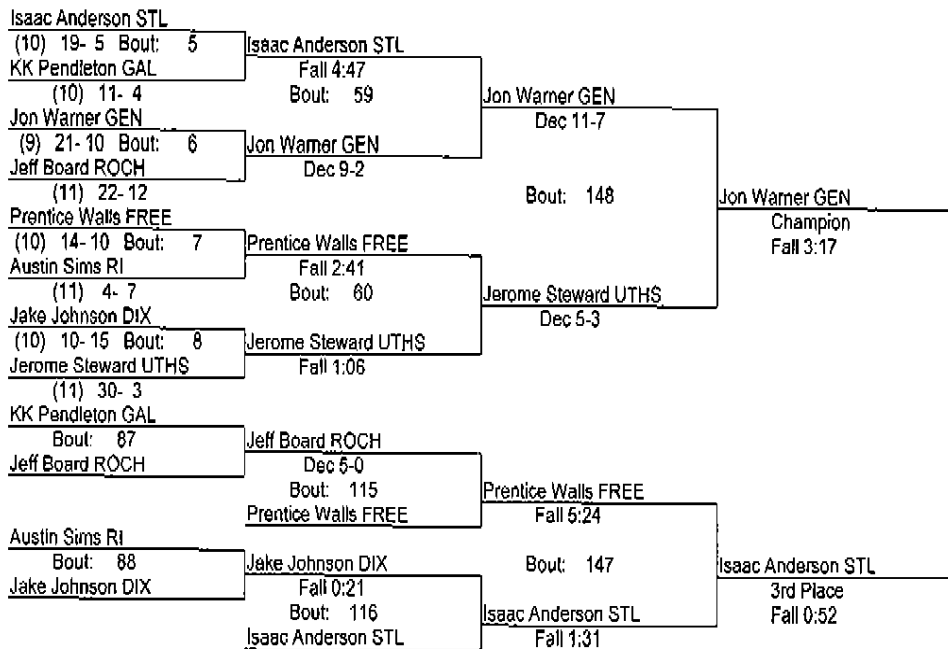 Isaac Anderson STL
(10) 19- 5 Bout: 5
KK Pendleton GAL
(10) 11- 4
Jon Warner GEN
(9) 21- 10 Bout: 6
Jeff Board ROCH
(11) 22- 12
Prentice Walls FREE
(10) 14- 10 Bout: 7
Austin Sims RI
(11) 4- 7
Jake Johnson DIX
(10) 10- 15 Bout: 8
Jerome Steward UTHS
(11) 30- 3
KK Pendleton GAL
Bout: 87
Jeff Board ROCH
Austin Sims RI
Bout: 88
Jake Johnson DIX
Isaac Anderson STL
Fall 4:47
Bout: 59
Jon Warner GEN
Dec 9-2
Prentice Walls FREE
Fall 2:41
Bout: 60
Jerome Steward UTHS
Fall 1:06
Jeff Board ROCH
Dec 5-0
Bout: 115
Prentice Walls FREE
Jake Johnson DIX
Fall 0:21
Bout: 116
Isaac Anderson STL
Jon Warner GEN
Dec 11-7
Bout: 148
Jerome Steward UTHS
Dec 5-3
Prentice Walls FREE
Fall 5:24
Bout: 147
Isaac Anderson STL
Fall 1:31
Jon Warner GEN
Champion
Fall 3:17
Isaac Anderson STL
3rd Place
Fall 0:52